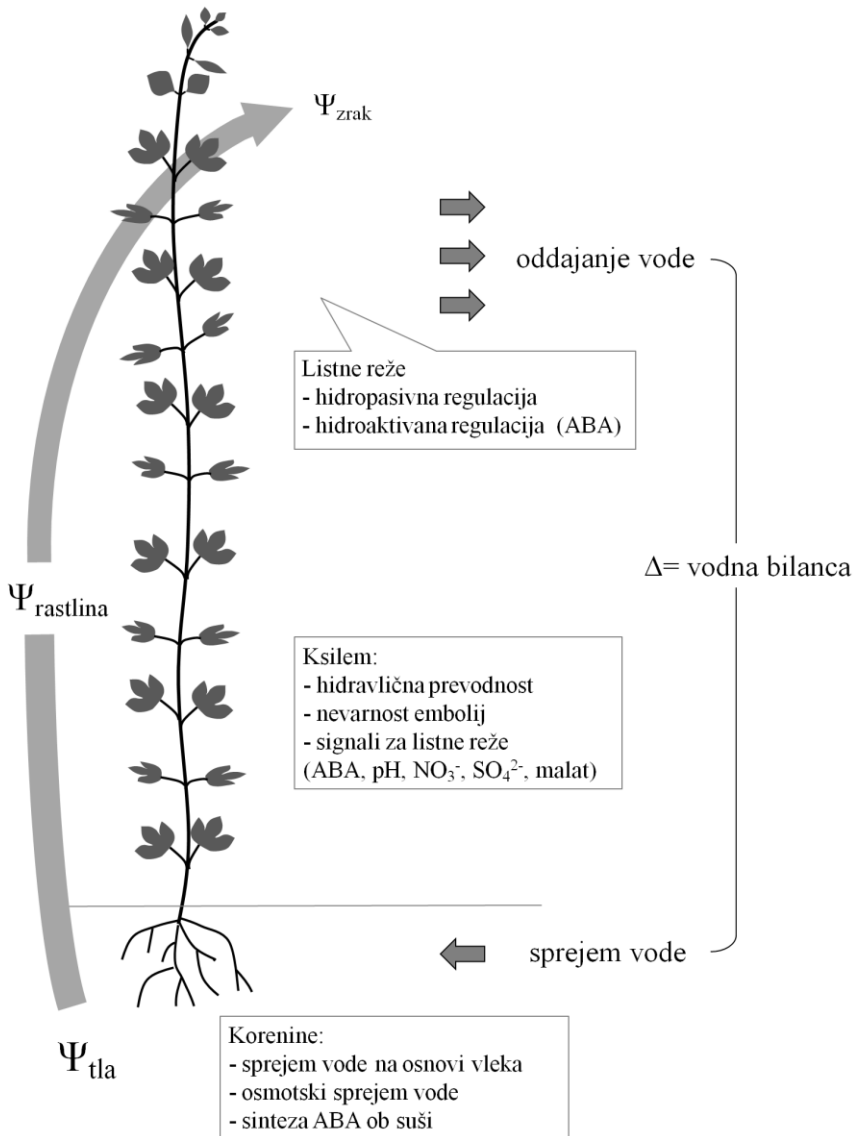 Ψzrak
oddajanje vode
Listne reže
- hidropasivna regulacija
- hidroaktivana regulacija (ABA)
Δ= vodna bilanca
Ψrastlina
Ksilem:
- hidravlična prevodnost
- nevarnost embolij
- signali za listne reže
(ABA, pH, NO₃⁻, SO₄²⁻, malat)
sprejem vode
Ψtla
Korenine:
- sprejem vode na osnovi vleka
- osmotski sprejem vode
- sinteza ABA ob suši